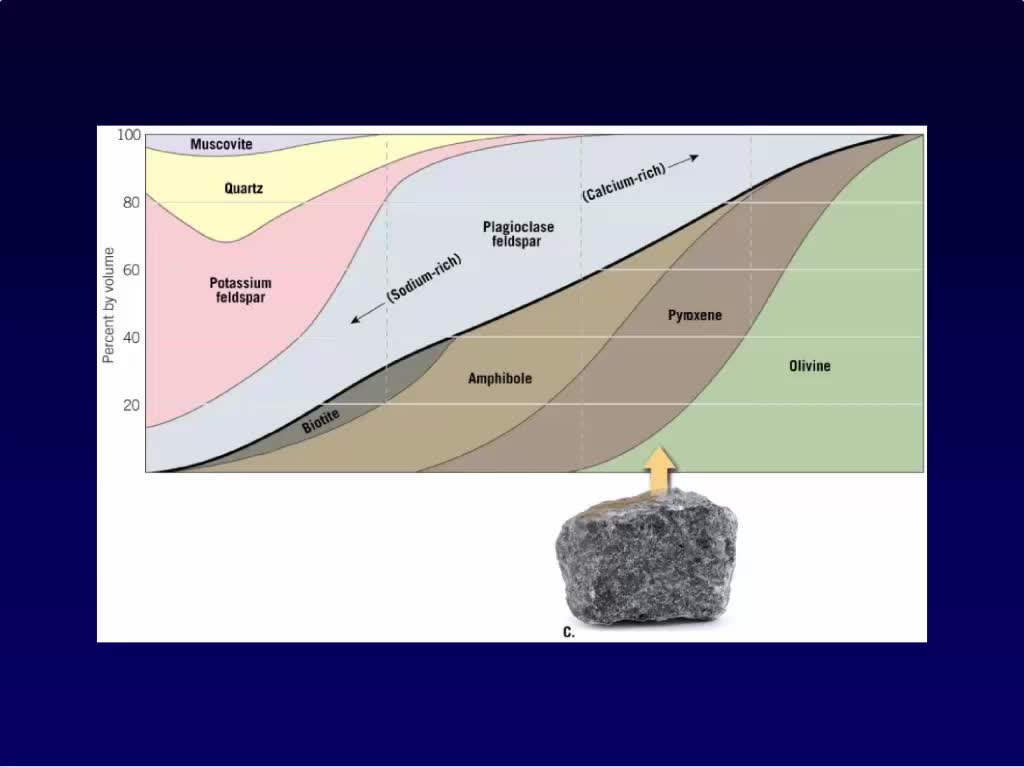 100
Muscovite
Quartz
80
(Calcium-rich)
Plagioclase
feldspar
Percent by volume
60
(Sodium-rich)
Potassium
feldspar
Pyroxene
40
Amphibole
Olivine
20
Biotite
C.